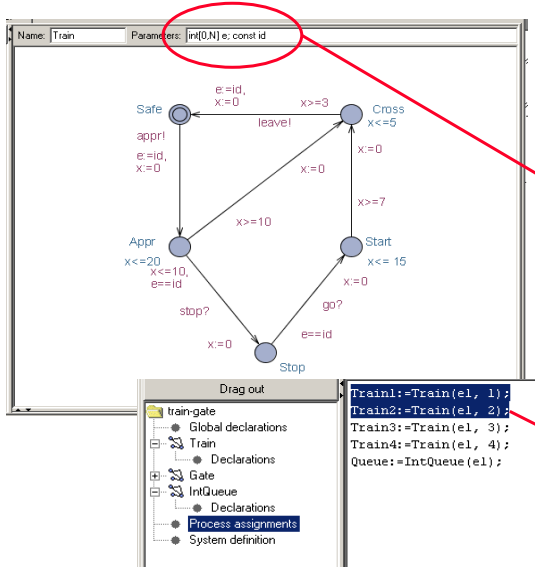 Name: Train Parameters: int[0,N] e; const id
e:=id,
x:=0
x>=3
Safe
Cross
x<=5
leave!
appr!
e:=id,
x:=0
x:=0
x:=0
x>=7
x>=10
Appr
x<=20
Start
x<= 15
x<=10,
e==id
x:=0
stop?
go?
x:=0
e==id
Stop
Drag out
train-gate
Global declarations
Train
Declarations
Gate
IntQueue
Declarations
Process assignments
System definition
Train1:=Train(el, 1);
Train2:=Train(el, 2);
Train3:=Train(el, 3);
Train4:=Train(el, 4);
Queue:=IntQueue(el);